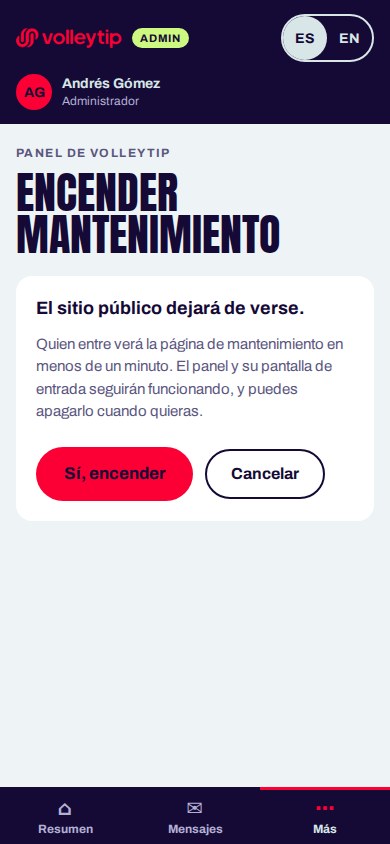 volleytip ADMIN ES EN
AG Andrés Gómez
Administrador
PANEL DE VOLLEYTIP
ENCENDER
MANTENIMIENTO
El sitio público dejará de verse.
Quien entre verá la página de mantenimiento en
menos de un minuto. El panel y su pantalla de
entrada seguirán funcionando, y puedes
apagarlo cuando quieras.
Sí, encender Cancelar
Resumen Mensajes Más